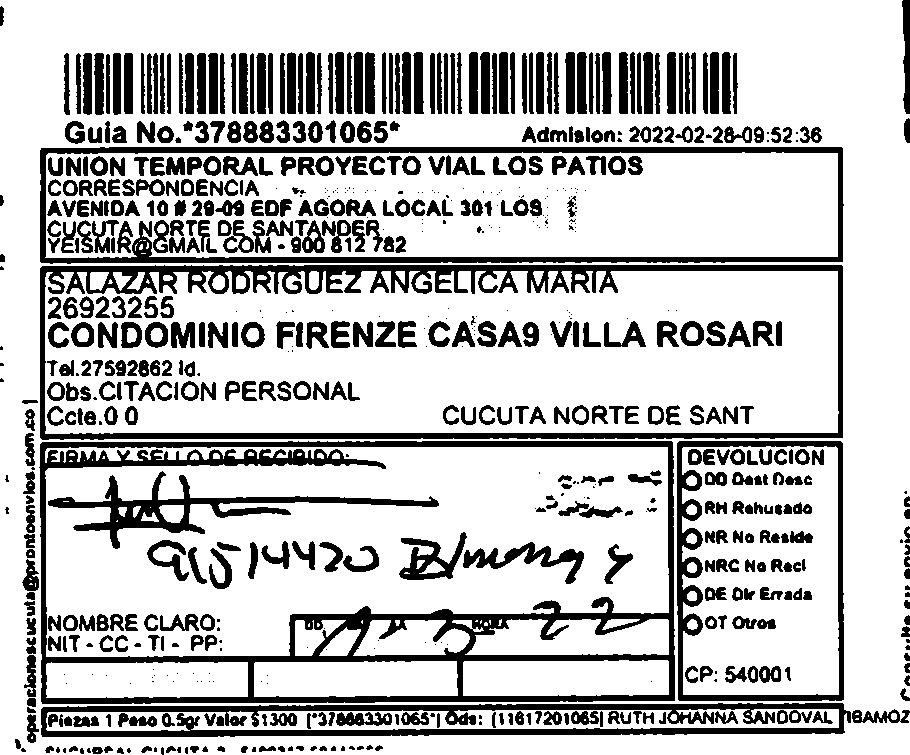 Guia No.*378883301065*
Admision: 2022-02-28-09:52:36
UNION TEMPORAL PROYECTO VIAL LOS PATIOS
CORRESPONDENCIA
AVENIDA 10 # 29-09 EDF AGORA LOCAL 301 LOS
CUCUTA NORTE DE SANTANDER
YEISMIR@GMAIL COM - 900 812 782
SALAZAR RODRIGUEZ ANGELICA MARIA
26923255
CONDOMINIO FIRENZE CASA9 VILLA ROSARI
Tel.27592862 Id.
Obs.CITACION PERSONAL
Ccte.0 0
CUCUTA NORTE DE SANT
FIRMA Y SELLO DE RECIBIDO:
91514420
NOMBRE CLARO:
NIT - CC - TI - PP:
DD
HORA
1-3 22
DEVOLUCION
DD Dest Desc
RH Rehusado
NR No Reside
NRC No Recl
DE Dir Errada
OT Otros
CP: 540001
Piezas 1 Peso 0.5gr Valor $1300 [*378883301065*] Ods: [11617201065] RUTH JOHANNA SANDOVAL
operacionescucuta@prontoenvios.com.co